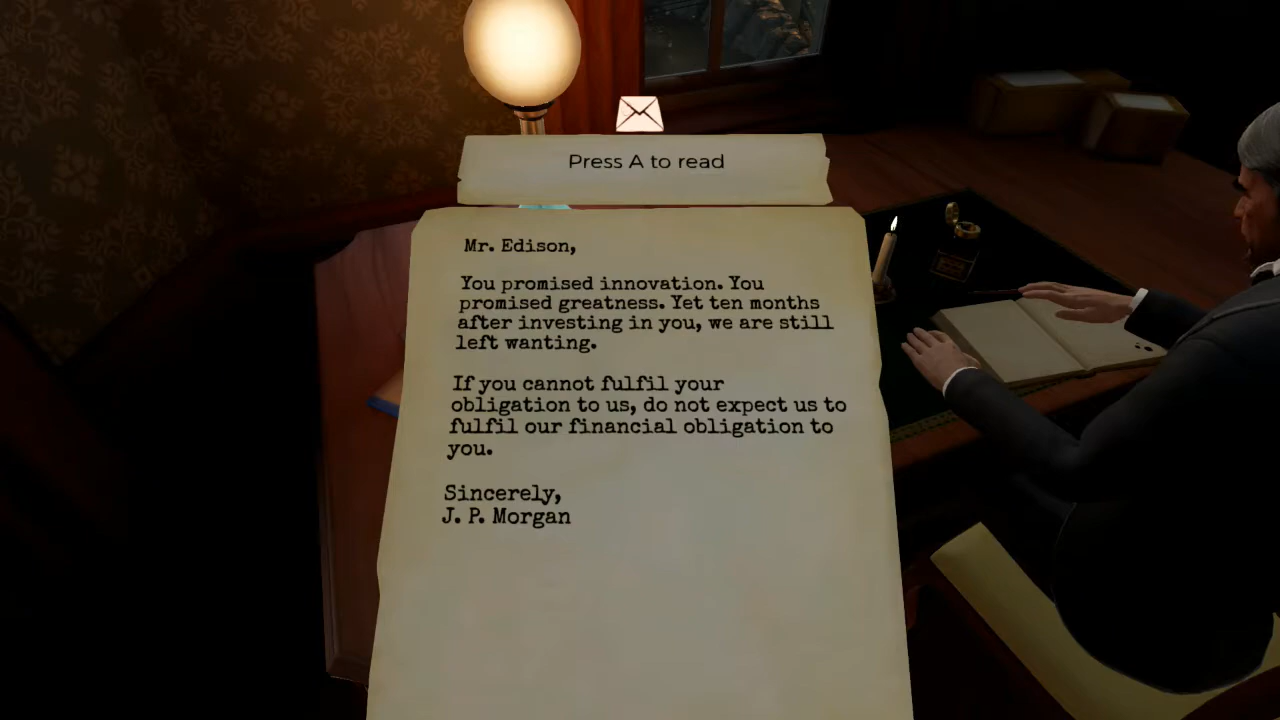 Press A to read
Mr. Edison,
You promised innovation. You
promised greatness. Yet ten months
after investing in you, we are still
left wanting.
If you cannot fulfil your
obligation to us, do not expect us to
fulfil our financial obligation to
you.
Sincerely,
J. P. Morgan